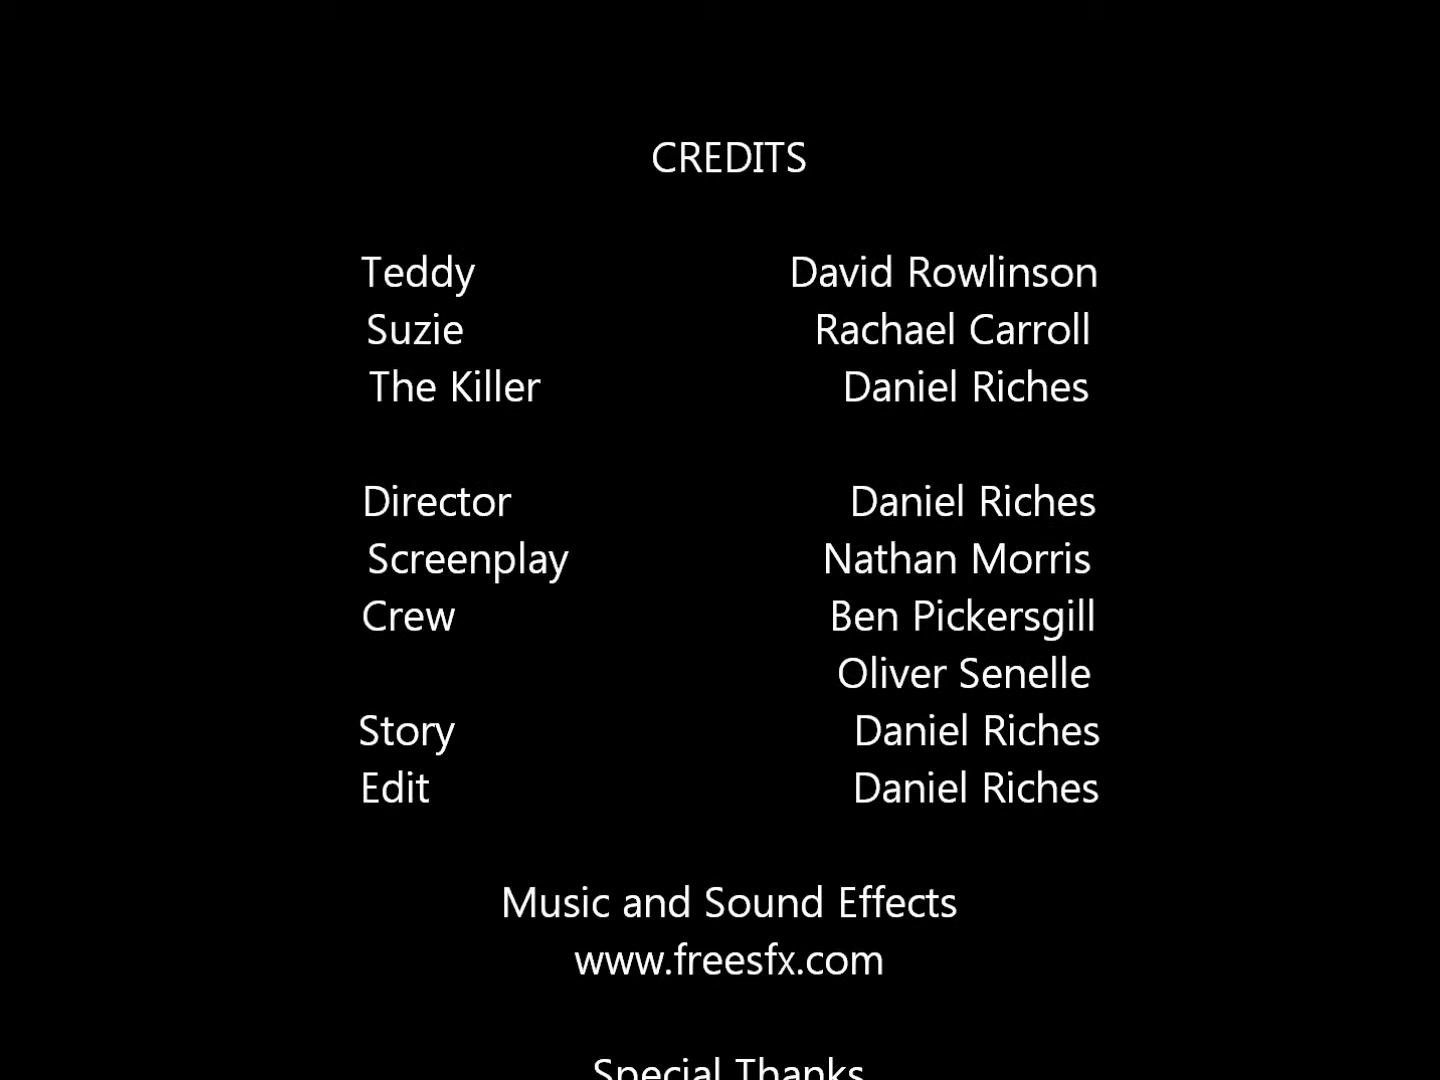 CREDITS
Teddy David Rowlinson
Suzie Rachael Carroll
The Killer Daniel Riches
Director Daniel Riches
Screenplay Nathan Morris
Crew Ben Pickersgill
Oliver Senelle
Story Daniel Riches
Edit Daniel Riches
Music and Sound Effects
www.freesfx.com
Special Thanks